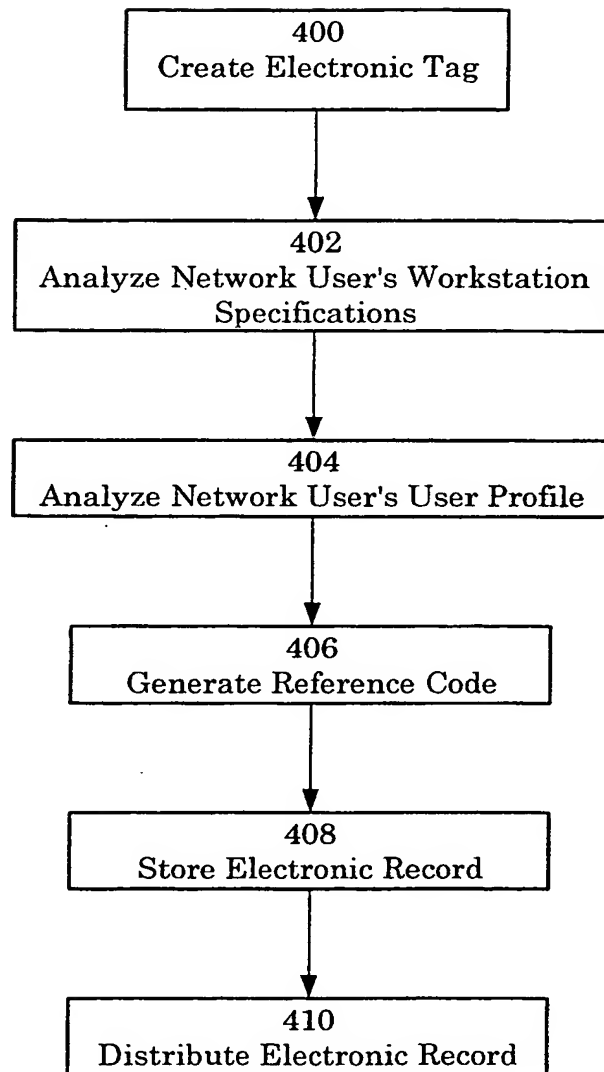 400
Create Electronic Tag
402
Analyze Network User's Workstation
Specifications
404
Analyze Network User's User Profile
406
Generate Reference Code
408
Store Electronic Record
410
Distribute Electronic Record